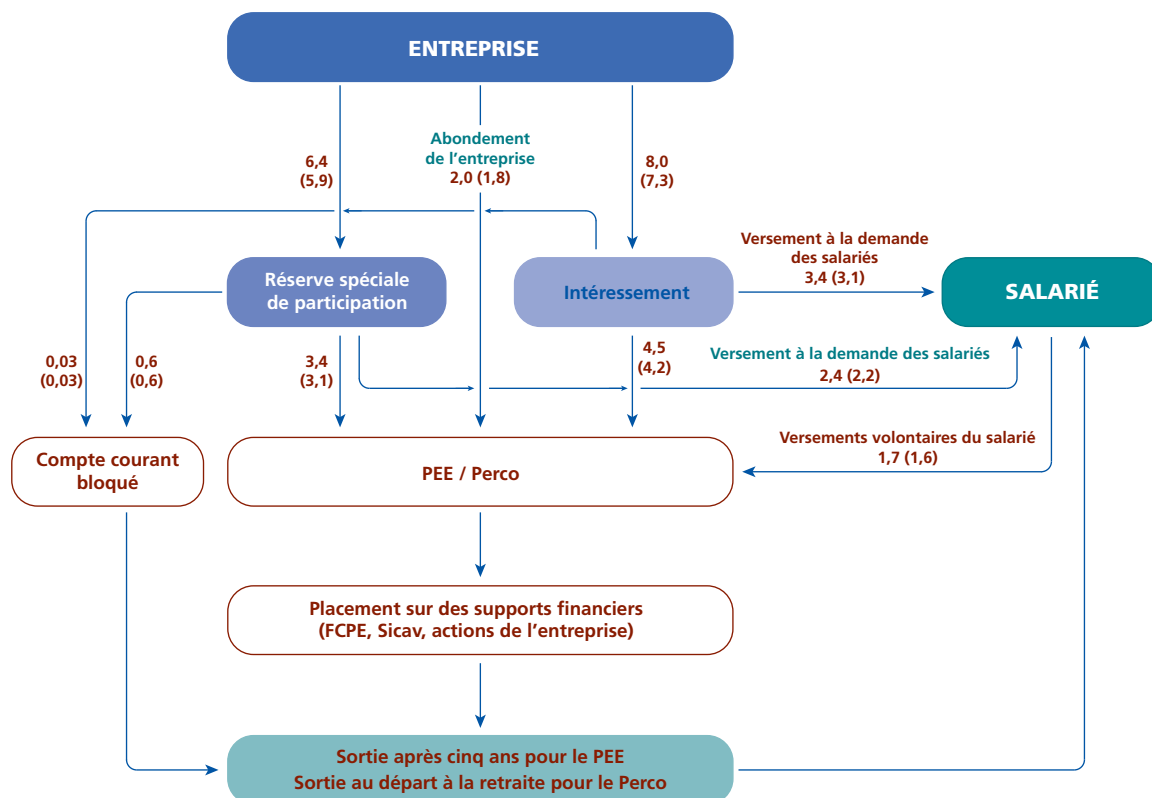 ENTREPRISE
Abondement
de l’entreprise
2,0 (1,8)
6,4
(5,9)
8,0
(7,3)
Versement à la demande
des salariés
3,4 (3,1)
Réserve spéciale
de participation
Intéressement
SALARIÉ
0,03
(0,03)
0,6
(0,6)
3,4
(3,1)
4,5
(4,2)
Versement à la demande des salariés
2,4 (2,2)
Versements volontaires du salarié
1,7 (1,6)
Compte courant
bloqué
PEE / Perco
Placement sur des supports financiers
(FCPE, Sicav, actions de l’entreprise)
Sortie après cinq ans pour le PEE
Sortie au départ à la retraite pour le Perco